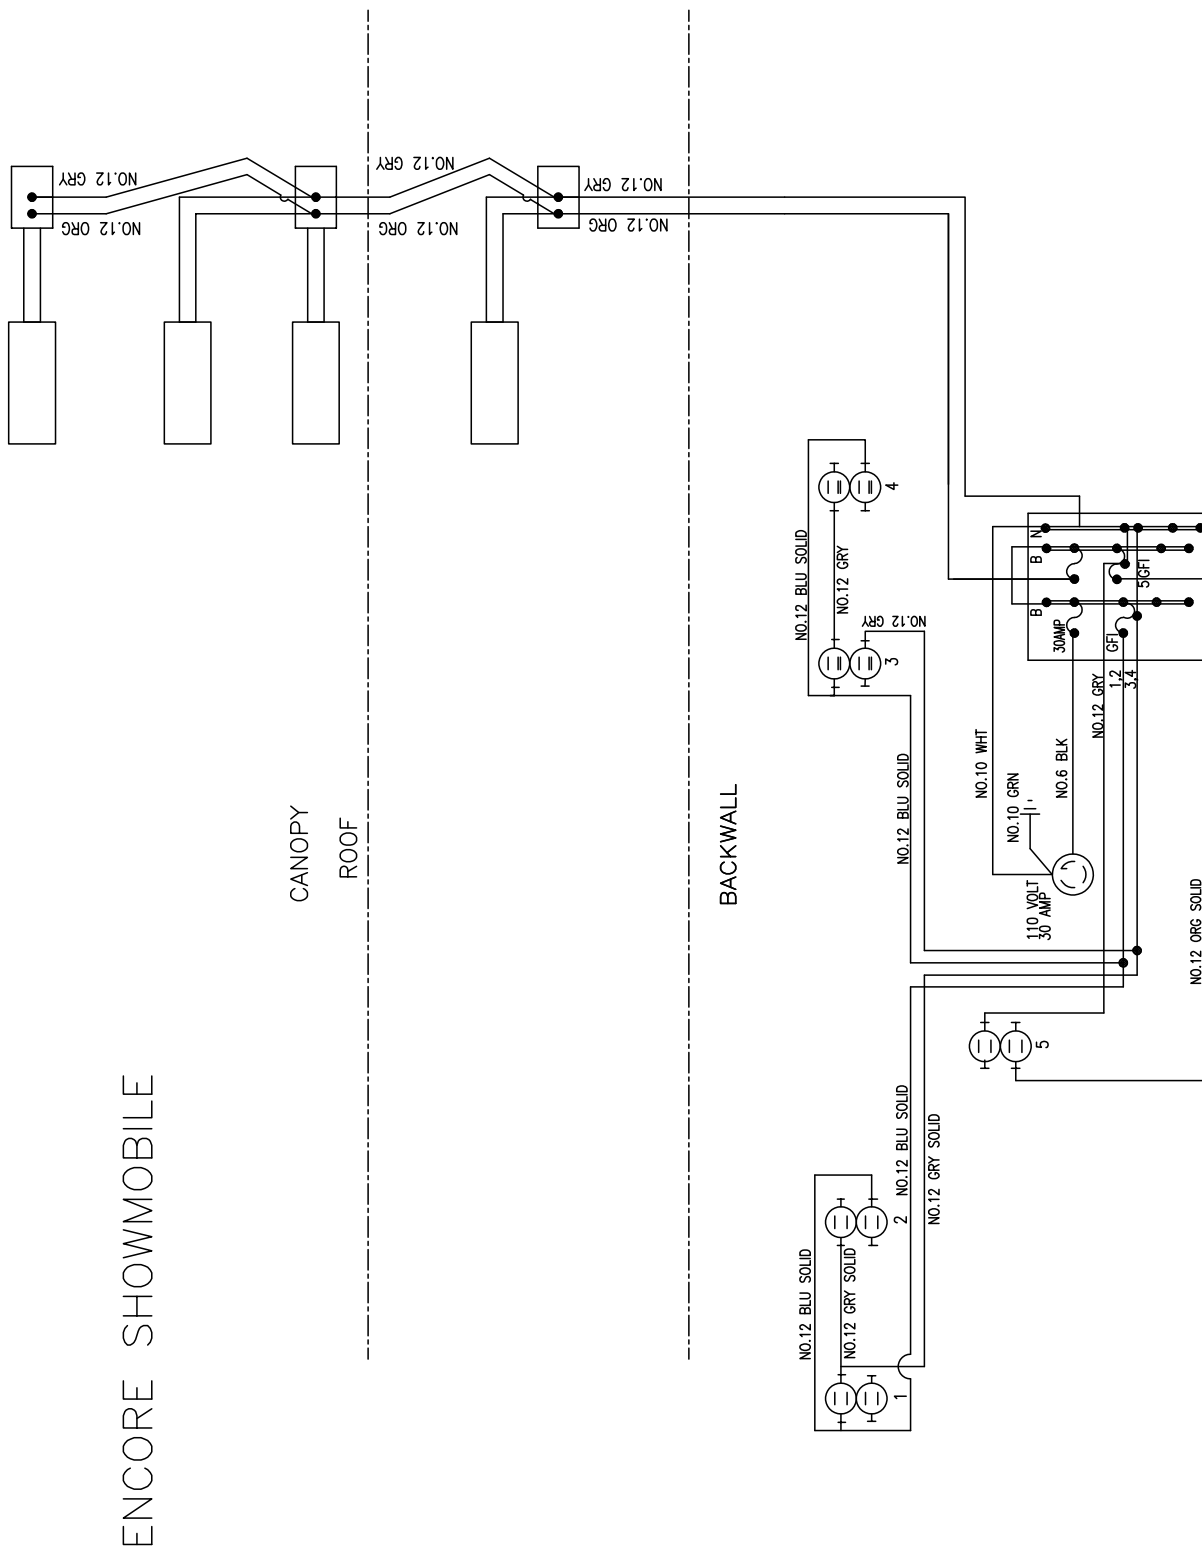 ENCORE SHOWMOBILE
CANOPY
ROOF
BACKWALL
NO.12 GRY
NO.12 ORG
NO.12 GRY
NO.12 ORG
NO.12 GRY
NO.12 ORG
NO.12 BLU SOLID
NO.12 GRY SOLID
1
2
NO.12 BLU SOLID
NO.12 GRY SOLID
NO.12 BLU SOLID
NO.12 GRY
NO.12 GRY
3
4
NO.12 BLU SOLID
5
110 VOLT
30 AMP
NO.10 WHT
NO.10 GRN
NO.6 BLK
NO.12 GRY
1,2
3,4
30AMP
GFI
B
B
N
5 GFI
NO.12 ORG SOLID